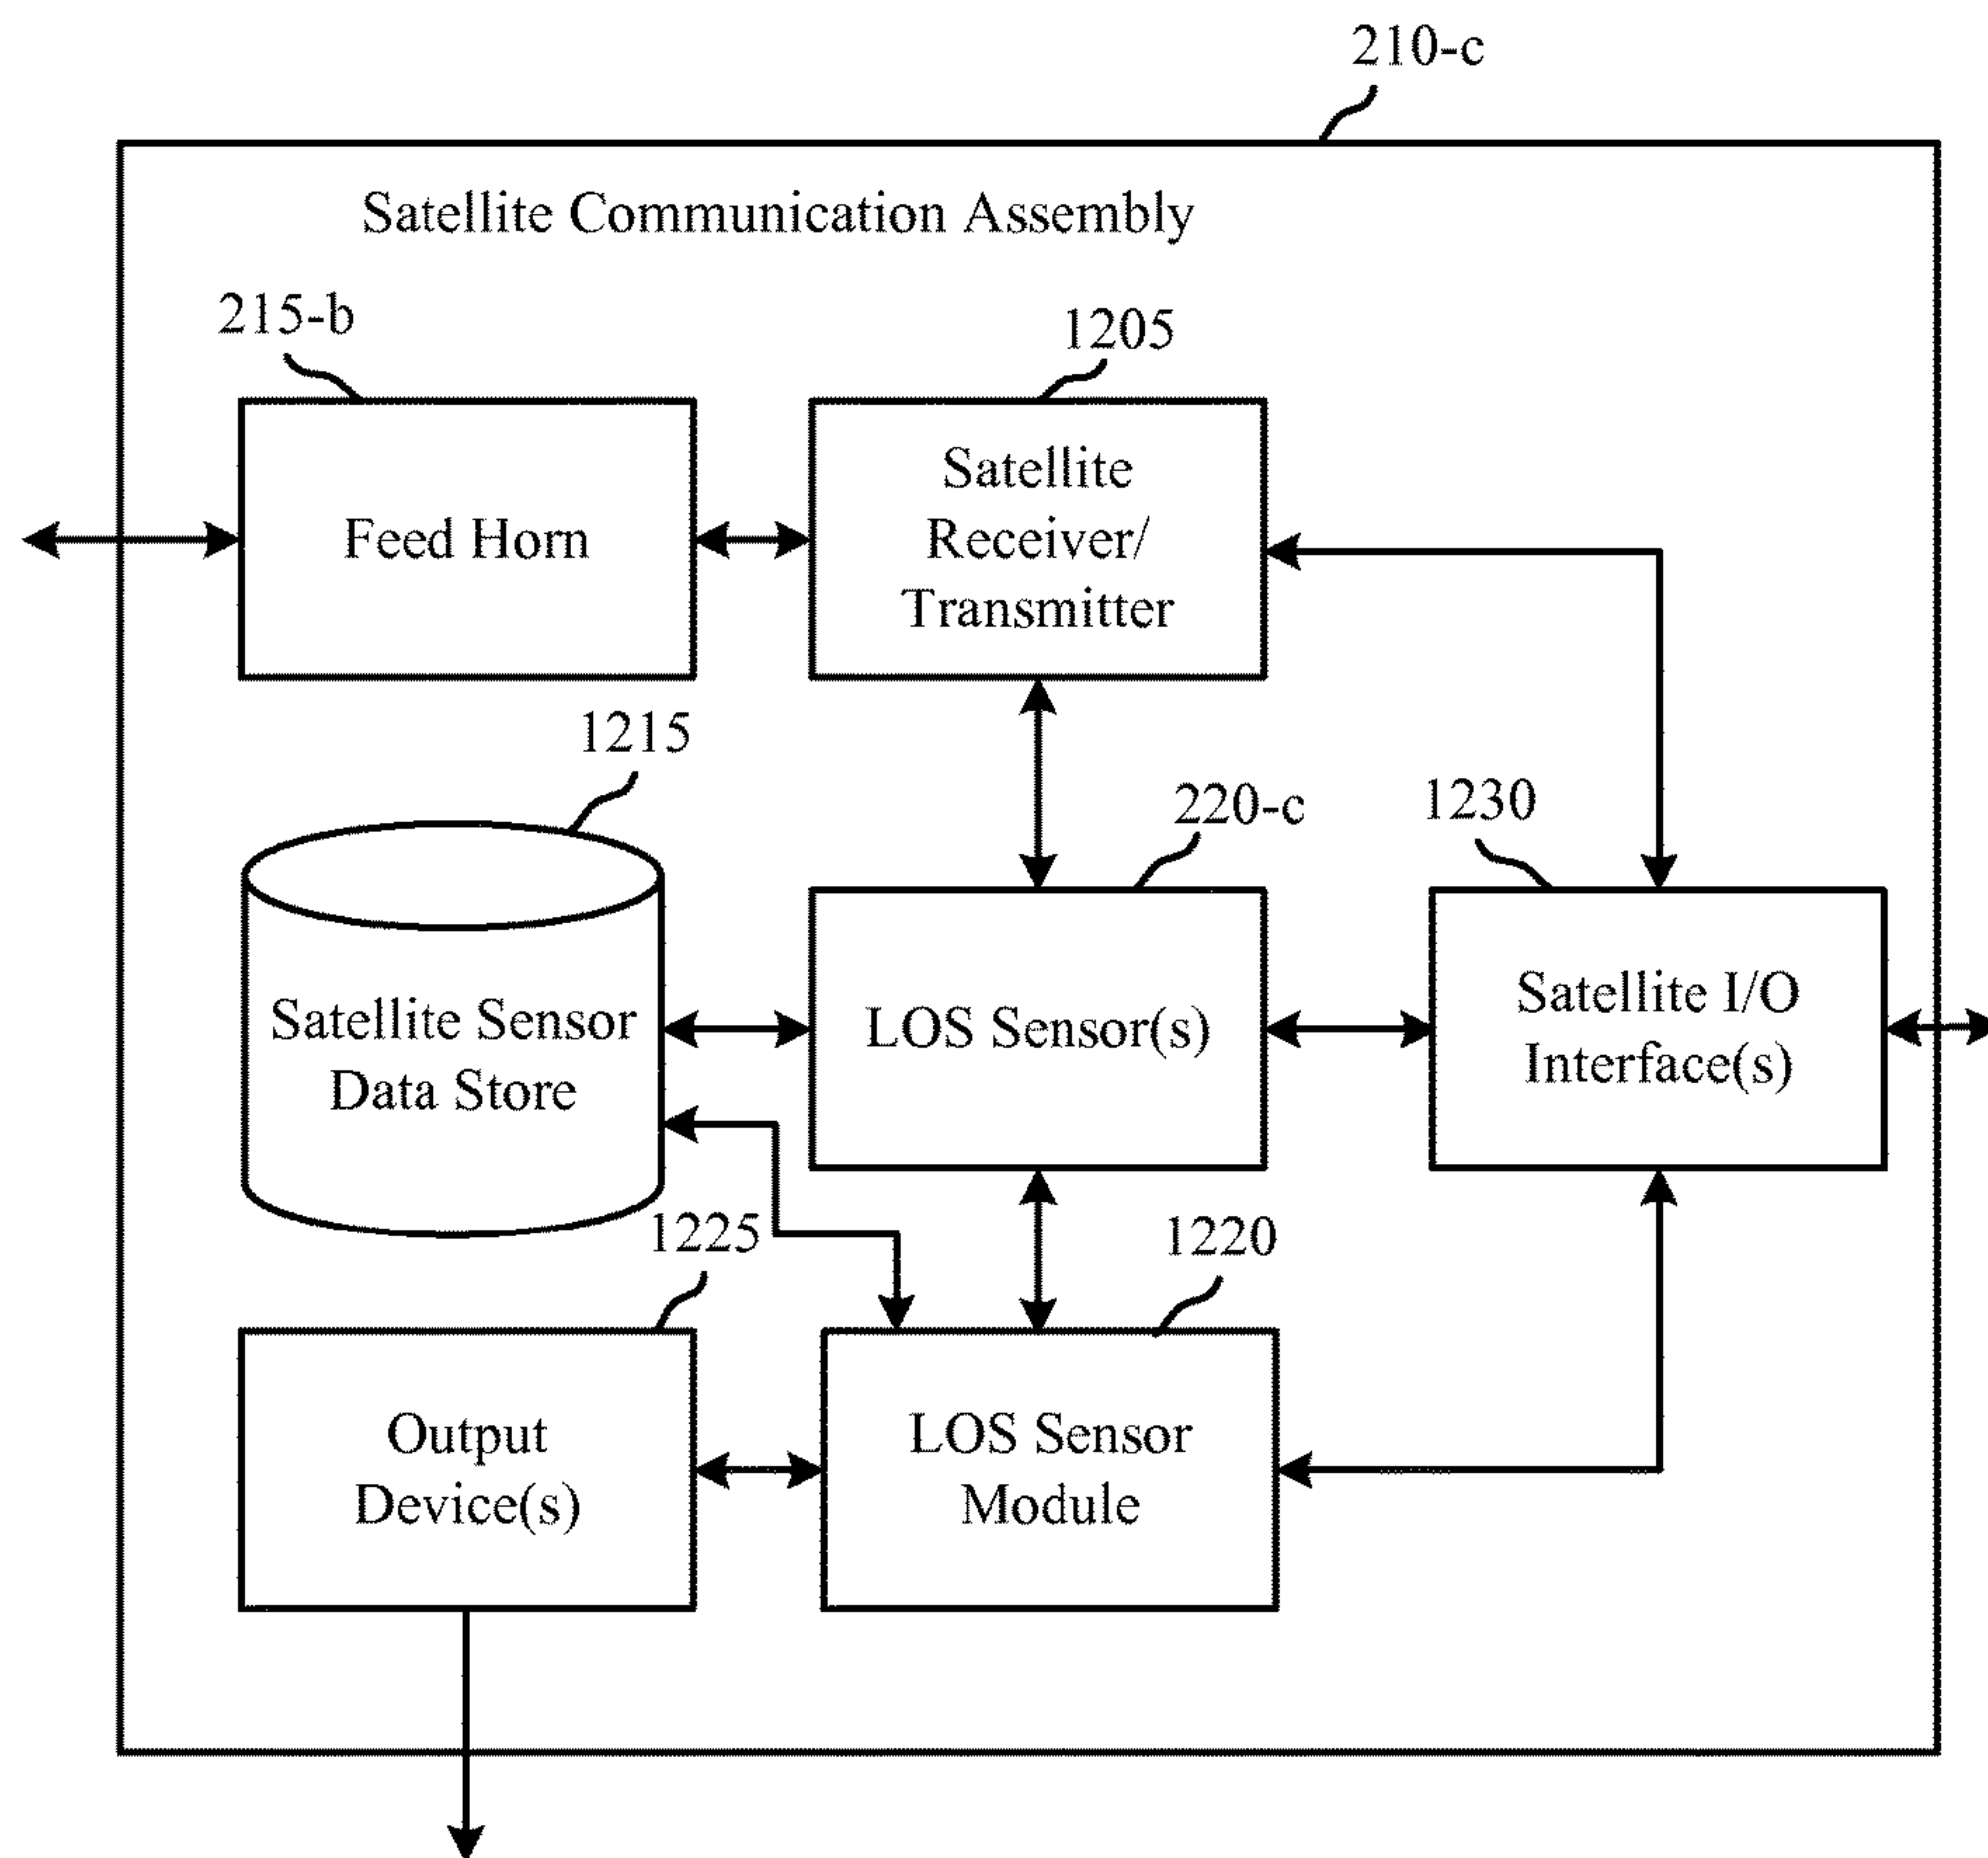 210-c
Satellite Communication Assembly
215-b
1205
Feed Horn
Satellite
Receiver/
Transmitter
1215
220-c
1230
Satellite Sensor
Data Store
LOS Sensor(s)
Satellite I/O
Interface(s)
1225
1220
Output
Device(s)
LOS Sensor
Module